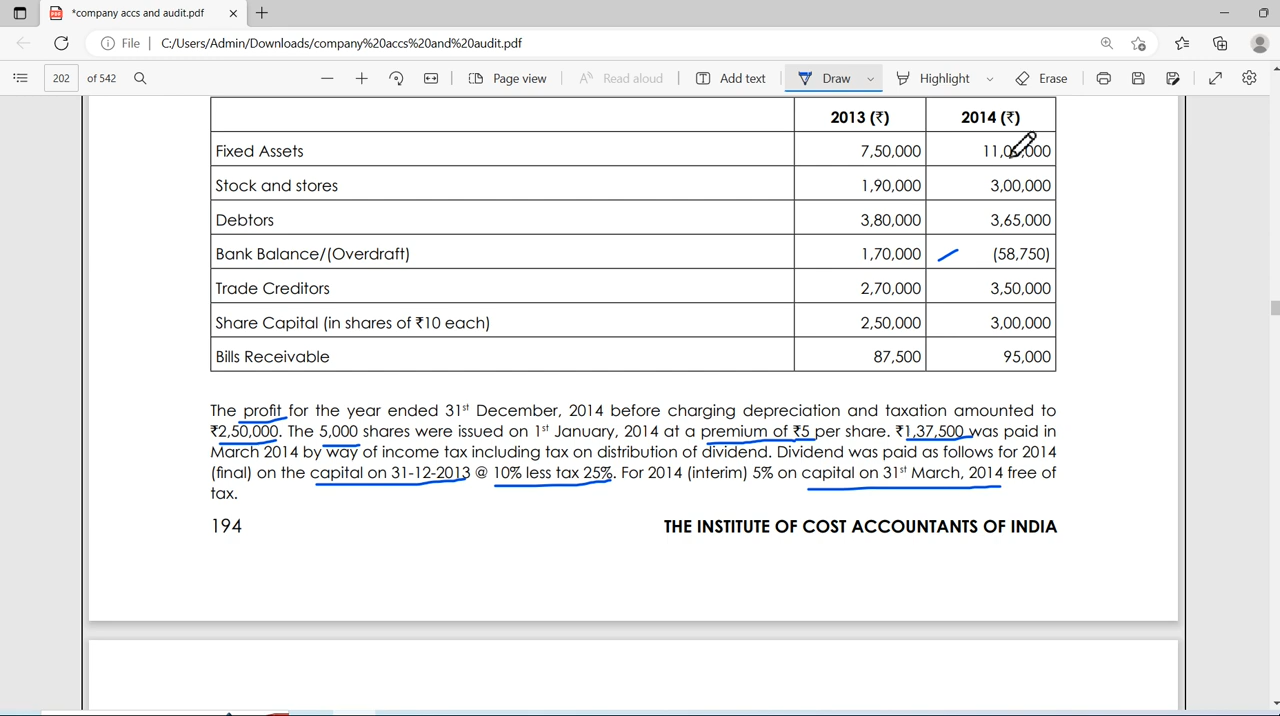 *company accs and audit.pdf
File | C:/Users/Admin/Downloads/company%20accs%20and%20audit.pdf
202 of 542 Page view Read aloud Add text Draw Highlight Erase
2013 (₹) 2014 (₹)
Fixed Assets 7,50,000
Stock and stores 1,90,000 3,00,000
Debtors 3,80,000 3,65,000
Bank Balance/(Overdraft) 1,70,000 (58,750)
Trade Creditors 2,70,000 3,50,000
Share Capital (in shares of ₹10 each) 2,50,000 3,00,000
Bills Receivable 87,500 95,000
The profit for the year ended 31st December, 2014 before charging depreciation and taxation amounted to
₹2,50,000. The 5,000 shares were issued on 1st January, 2014 at a premium of ₹5 per share. ₹1,37,500 was paid in
March 2014 by way of income tax including tax on distribution of dividend. Dividend was paid as follows for 2014
(final) on the capital on 31-12-2013 @ 10% less tax 25%. For 2014 (interim) 5% on capital on 31st March, 2014 free of
tax.
194 THE INSTITUTE OF COST ACCOUNTANTS OF INDIA